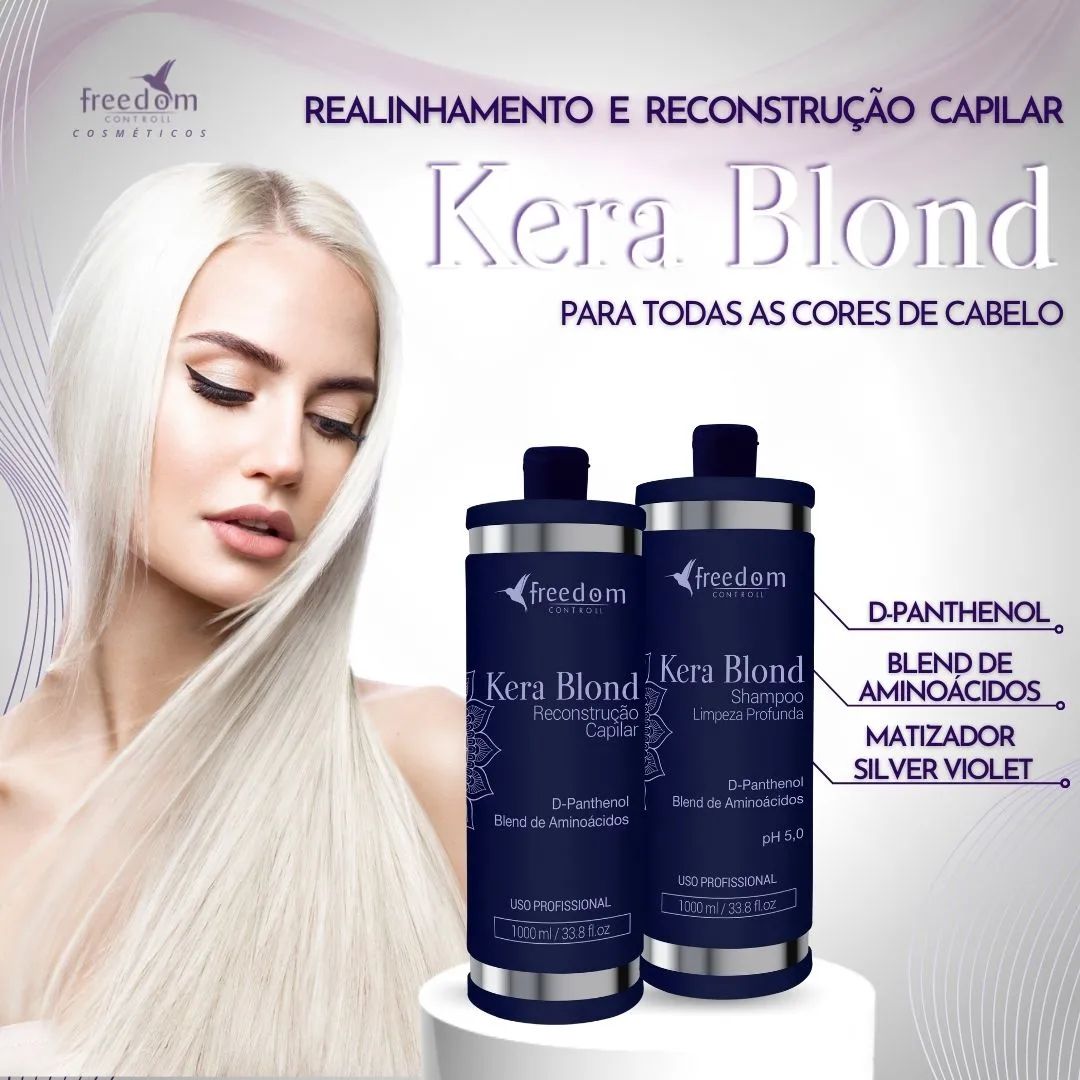 freedom
CONTROLL
COSMÉTICOS
REALINHAMENTO E RECONSTRUÇÃO CAPILAR
Kera Blond
PARA TODAS AS CORES DE CABELO
freedom
CONTROLL
Kera Blond
Reconstrução
Capilar
D-Panthenol
Blend de Aminoácidos
USO PROFISSIONAL
1000 ml / 33.8 fl.oz
freedom
CONTROLL
Kera Blond
Shampoo
Limpeza Profunda
D-Panthenol
Blend de Aminoácidos
pH 5,0
USO PROFISSIONAL
1000 ml / 33.8 fl.oz
D-PANTHENOL
BLEND DE
AMINOÁCIDOS
MATIZADOR
SILVER VIOLET